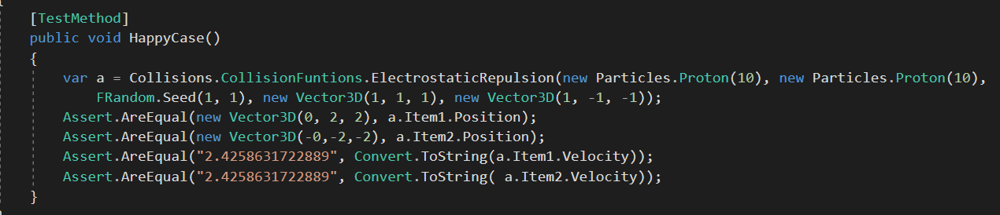 [TestMethod]
public void HappyCase()
{
var a = Collisions.CollisionFuntions.ElectrostaticRepulsion(new Particles.Proton(10), new Particles.Proton(10),
FRandom.Seed(1, 1), new Vector3D(1, 1, 1), new Vector3D(1, -1, -1));
Assert.AreEqual(new Vector3D(0, 2, 2), a.Item1.Position);
Assert.AreEqual(new Vector3D(-0,-2,-2), a.Item2.Position);
Assert.AreEqual("2.4258631722889", Convert.ToString(a.Item1.Velocity));
Assert.AreEqual("2.4258631722889", Convert.ToString( a.Item2.Velocity));
}